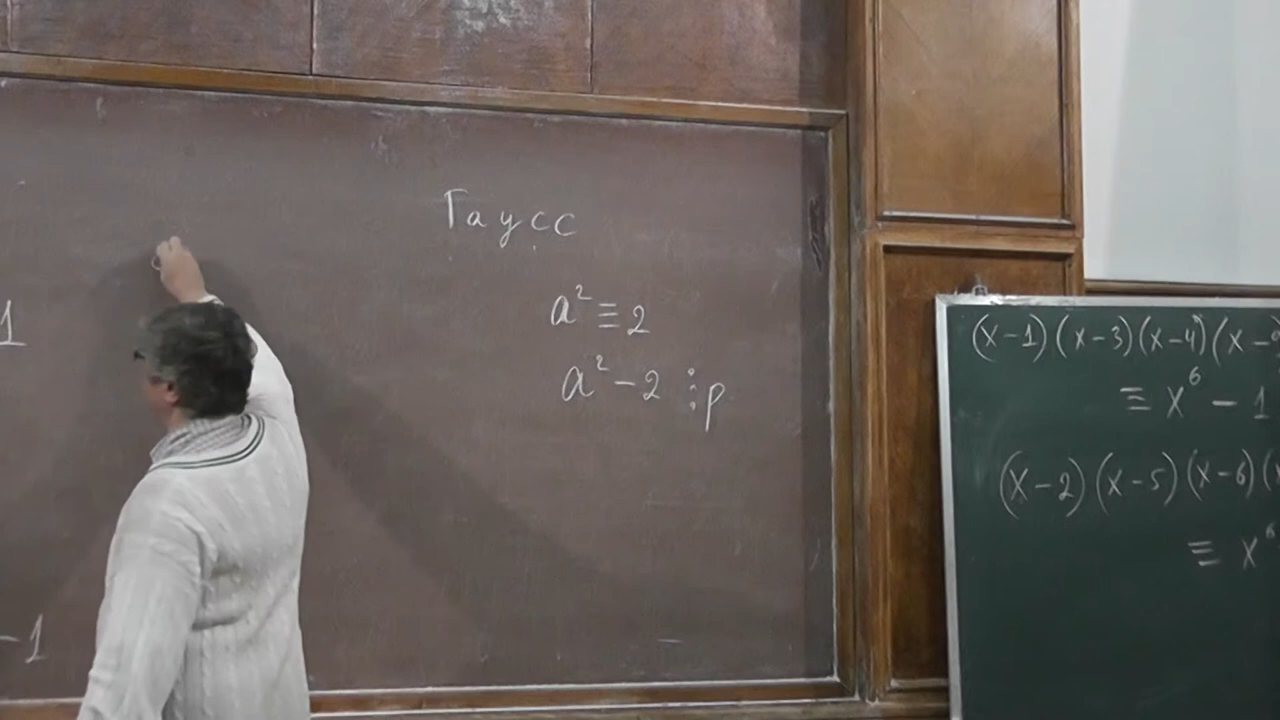 1
-1
Гаусс
a² ≡ 2
a² - 2 ⋮ p
(x-1)(x-3)(x-4)(x-
≡ x⁶ - 1
(x-2)(x-5)(x-6)(
≡ x⁶